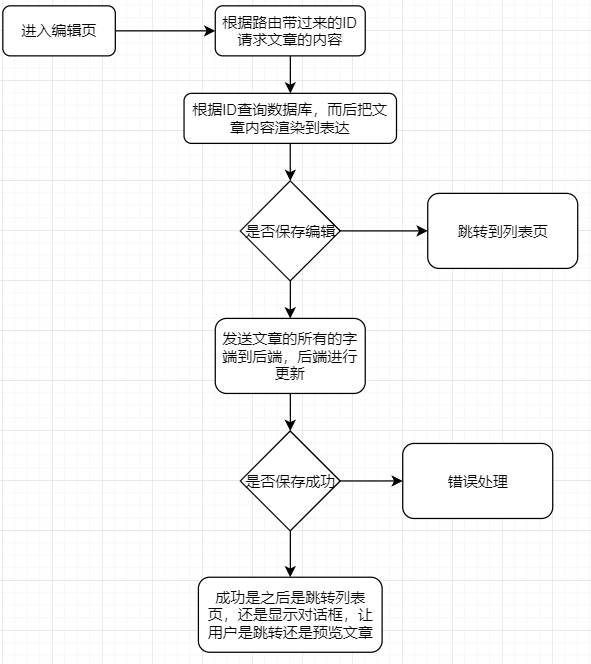 进入编辑页
根据路由带过来的ID
请求文章的内容
根据ID查询数据库，而后把文
章内容渲染到表达
是否保存编辑
跳转到列表页
发送文章的所有的字
端到后端，后端进行
更新
是否保存成功
错误处理
成功是之后是跳转列表
页，还是显示对话框，让
用户是跳转还是预览文章